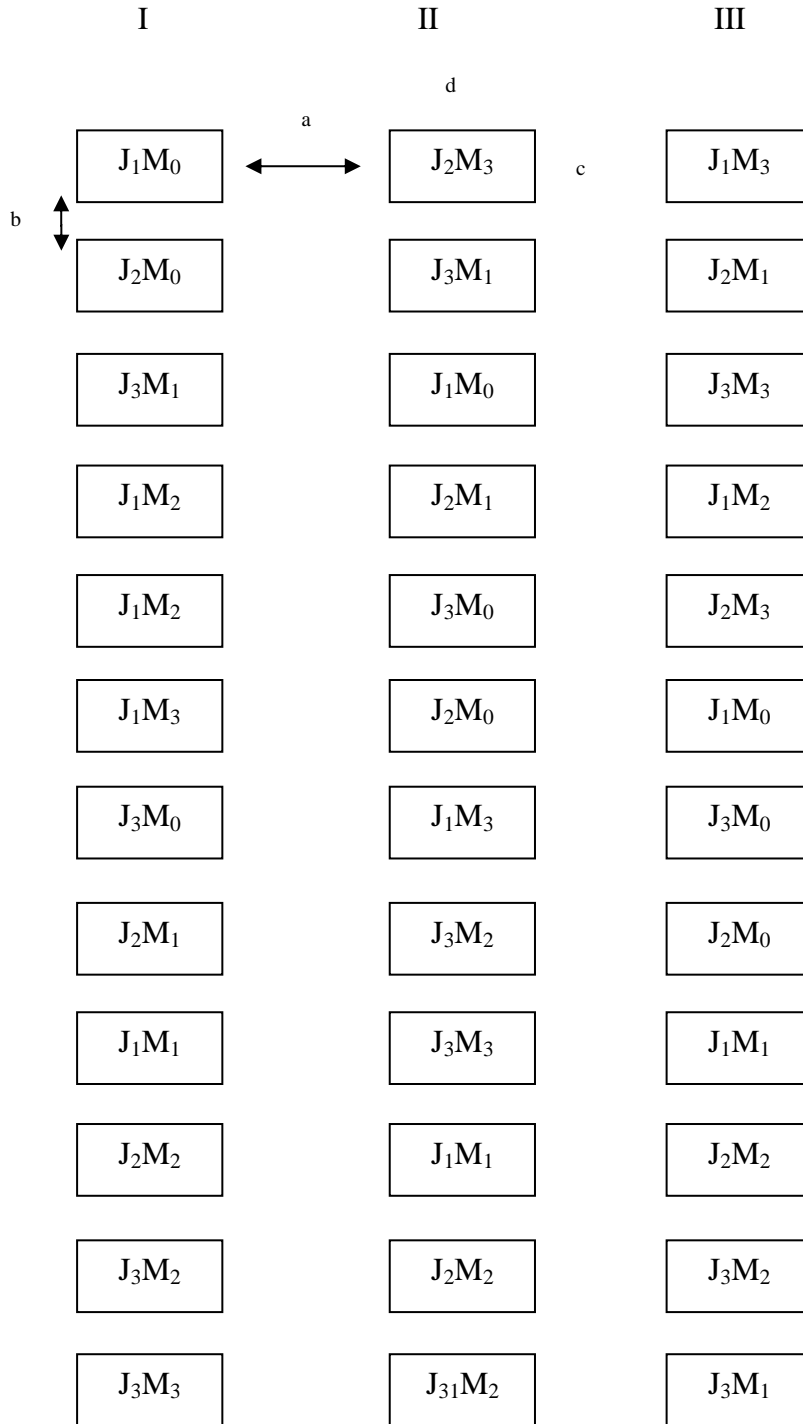 I II III
d
a
J₁M₀ J₂M₃ c J₁M₃
b
J₂M₀ J₃M₁ J₂M₁
J₃M₁ J₁M₀ J₃M₃
J₁M₂ J₂M₁ J₁M₂
J₁M₂ J₃M₀ J₂M₃
J₁M₃ J₂M₀ J₁M₀
J₃M₀ J₁M₃ J₃M₀
J₂M₁ J₃M₂ J₂M₀
J₁M₁ J₃M₃ J₁M₁
J₂M₂ J₁M₁ J₂M₂
J₃M₂ J₂M₂ J₃M₂
J₃M₃ J₃₁M₂ J₃M₁